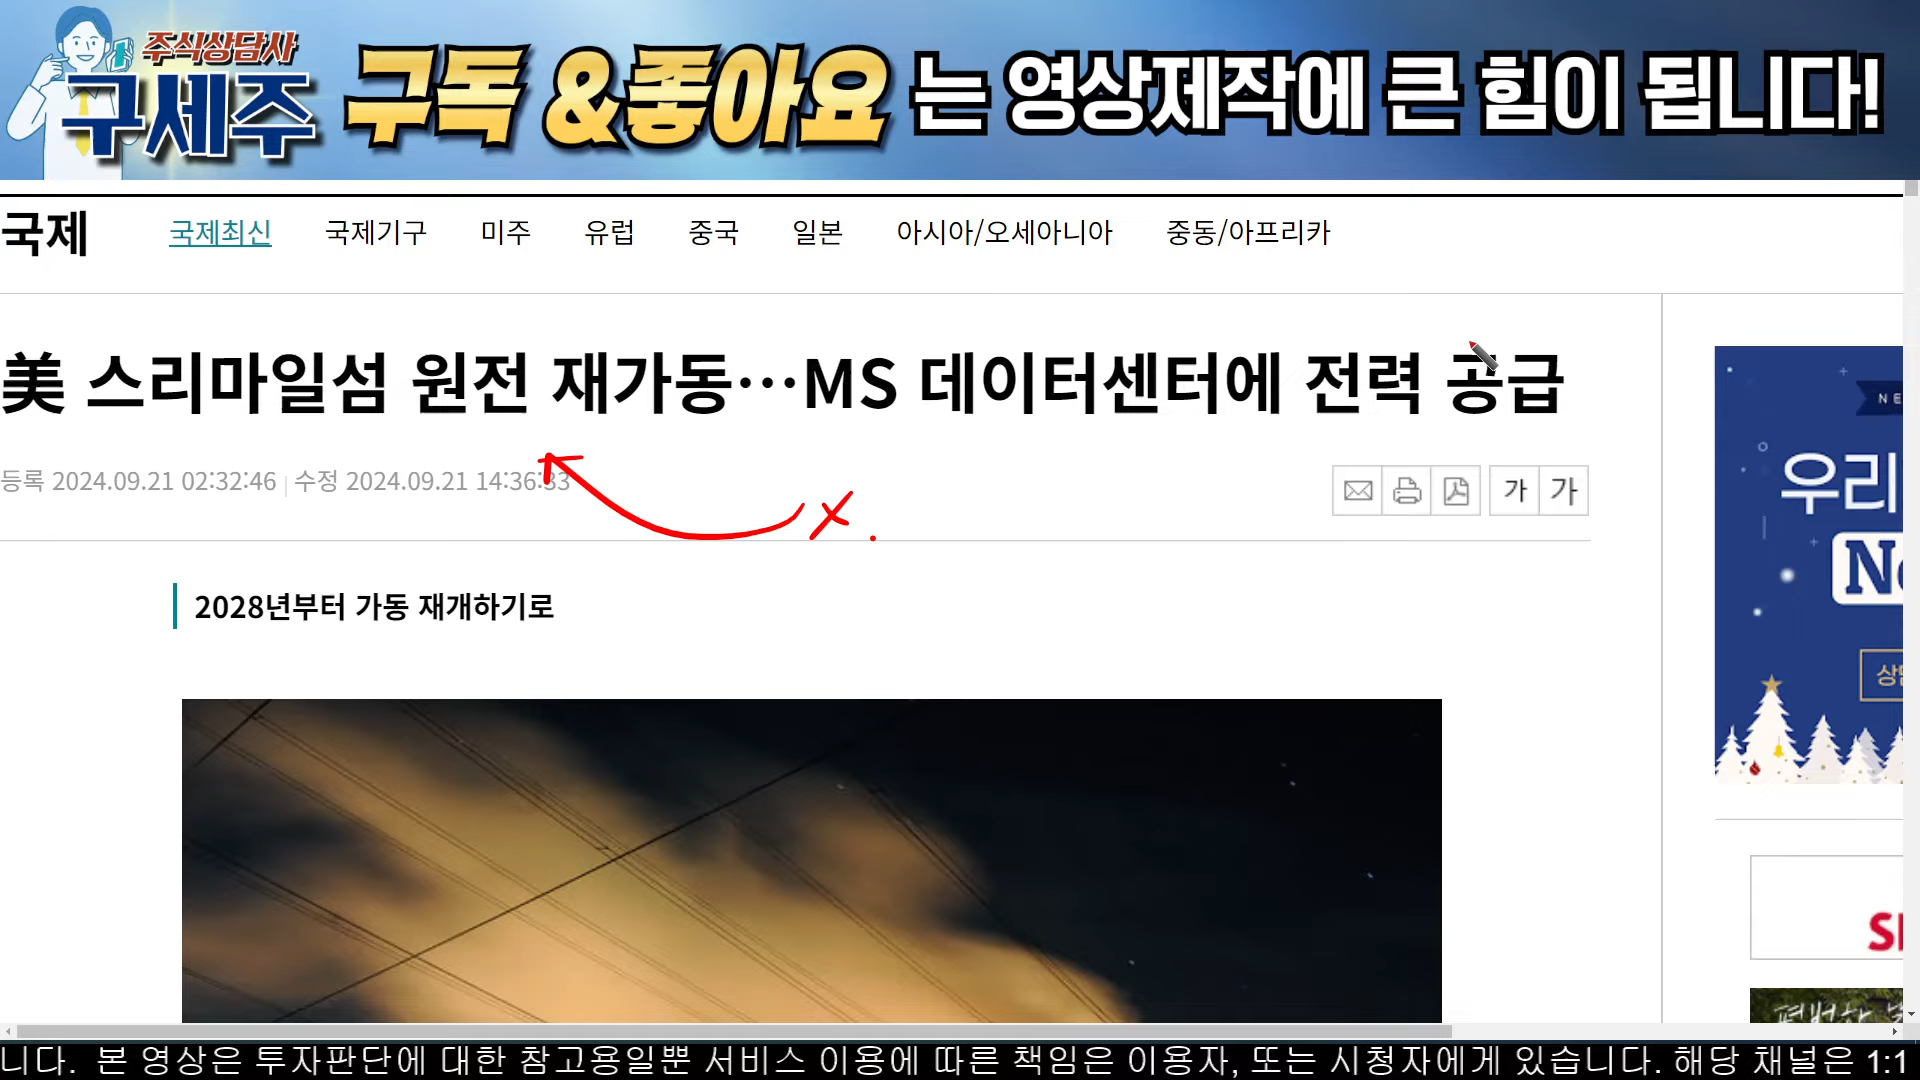 주식상담사
구세주
구독 &좋아요 는 영상제작에 큰 힘이 됩니다!
국제 국제최신 국제기구 미주 유럽 중국 일본 아시아/오세아니아 중동/아프리카
美 스리마일섬 원전 재가동…MS 데이터센터에 전력 공급
등록 2024.09.21 02:32:46 | 수정 2024.09.21 14:36:33
가 가
X.
2028년부터 가동 재개하기로
NE
우리
상
니다. 본 영상은 투자판단에 대한 참고용일뿐 서비스 이용에 따른 책임은 이용자, 또는 시청자에게 있습니다. 해당 채널은 1:1